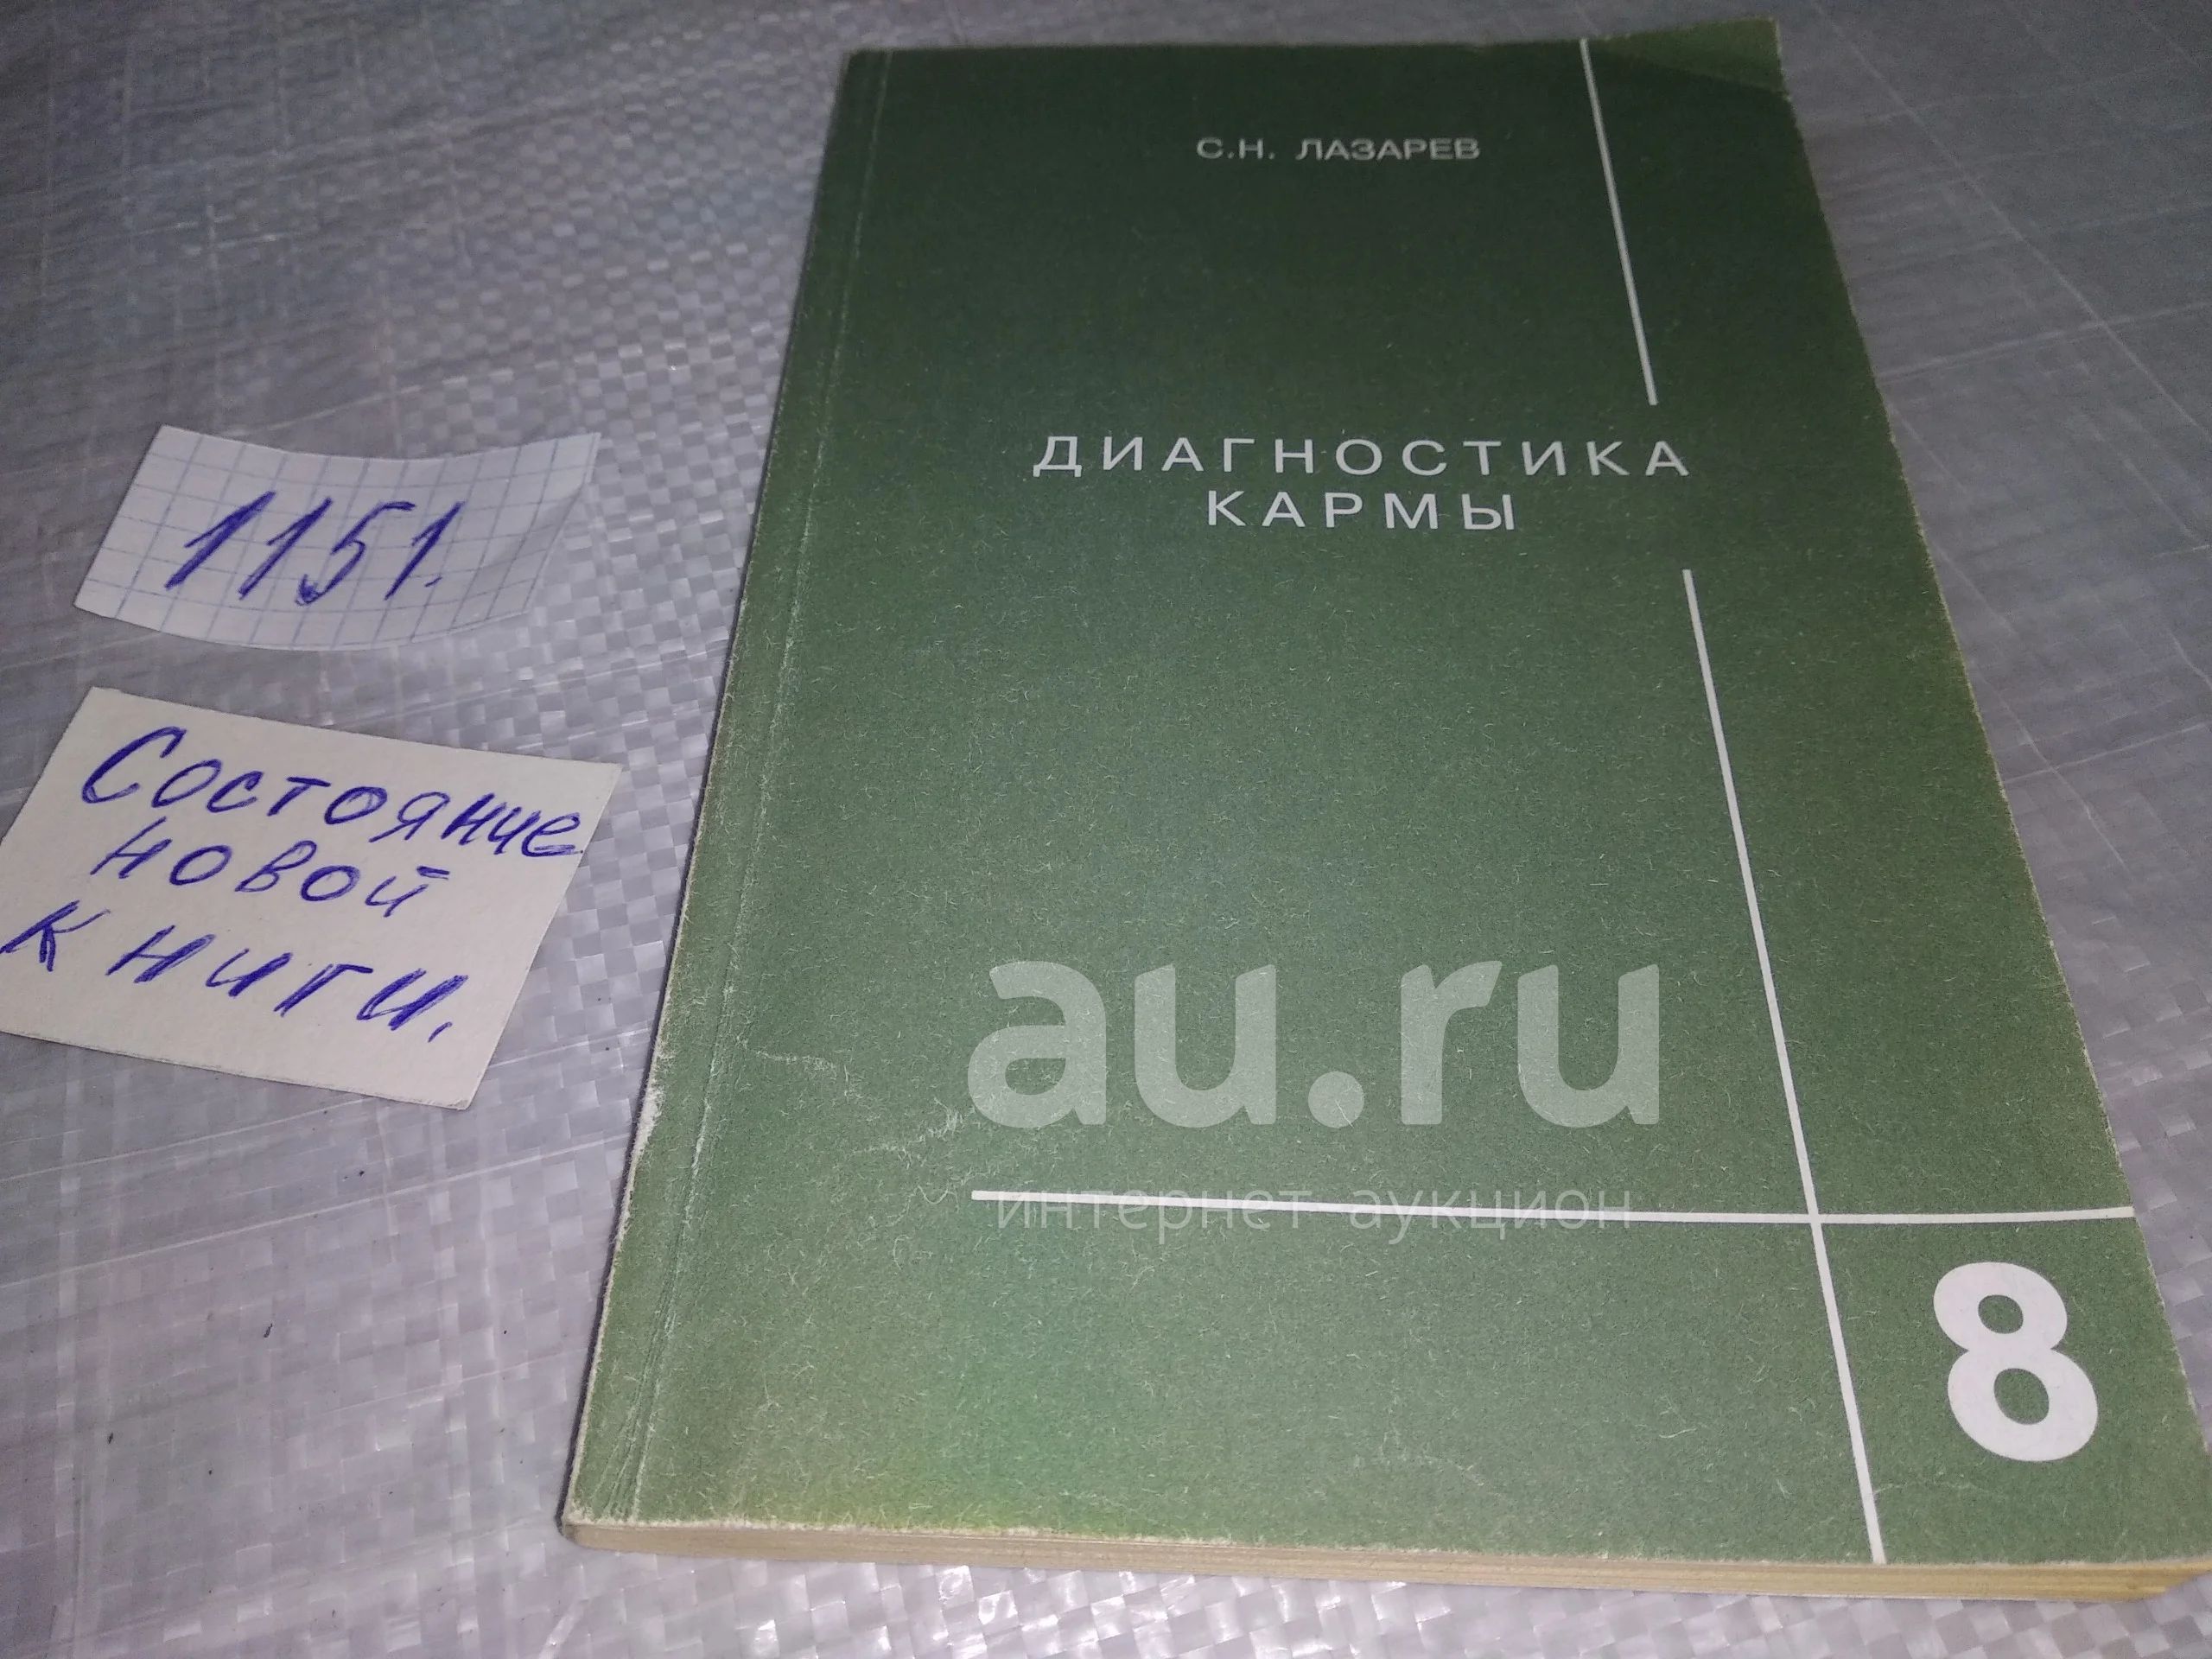 С.Н. ЛАЗАРЕВ
ДИАГНОСТИКА
КАРМЫ
1151.
Состояние
новой
книги.
au.ru
интернет аукцион
8